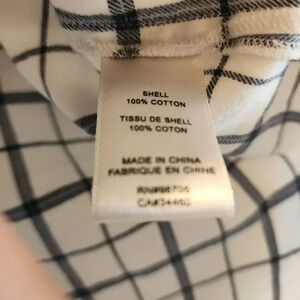 SHELL
100% COTTON
TISSU DE SHELL
100% COTON
MADE IN CHINA
FABRIQUE EN CHINE